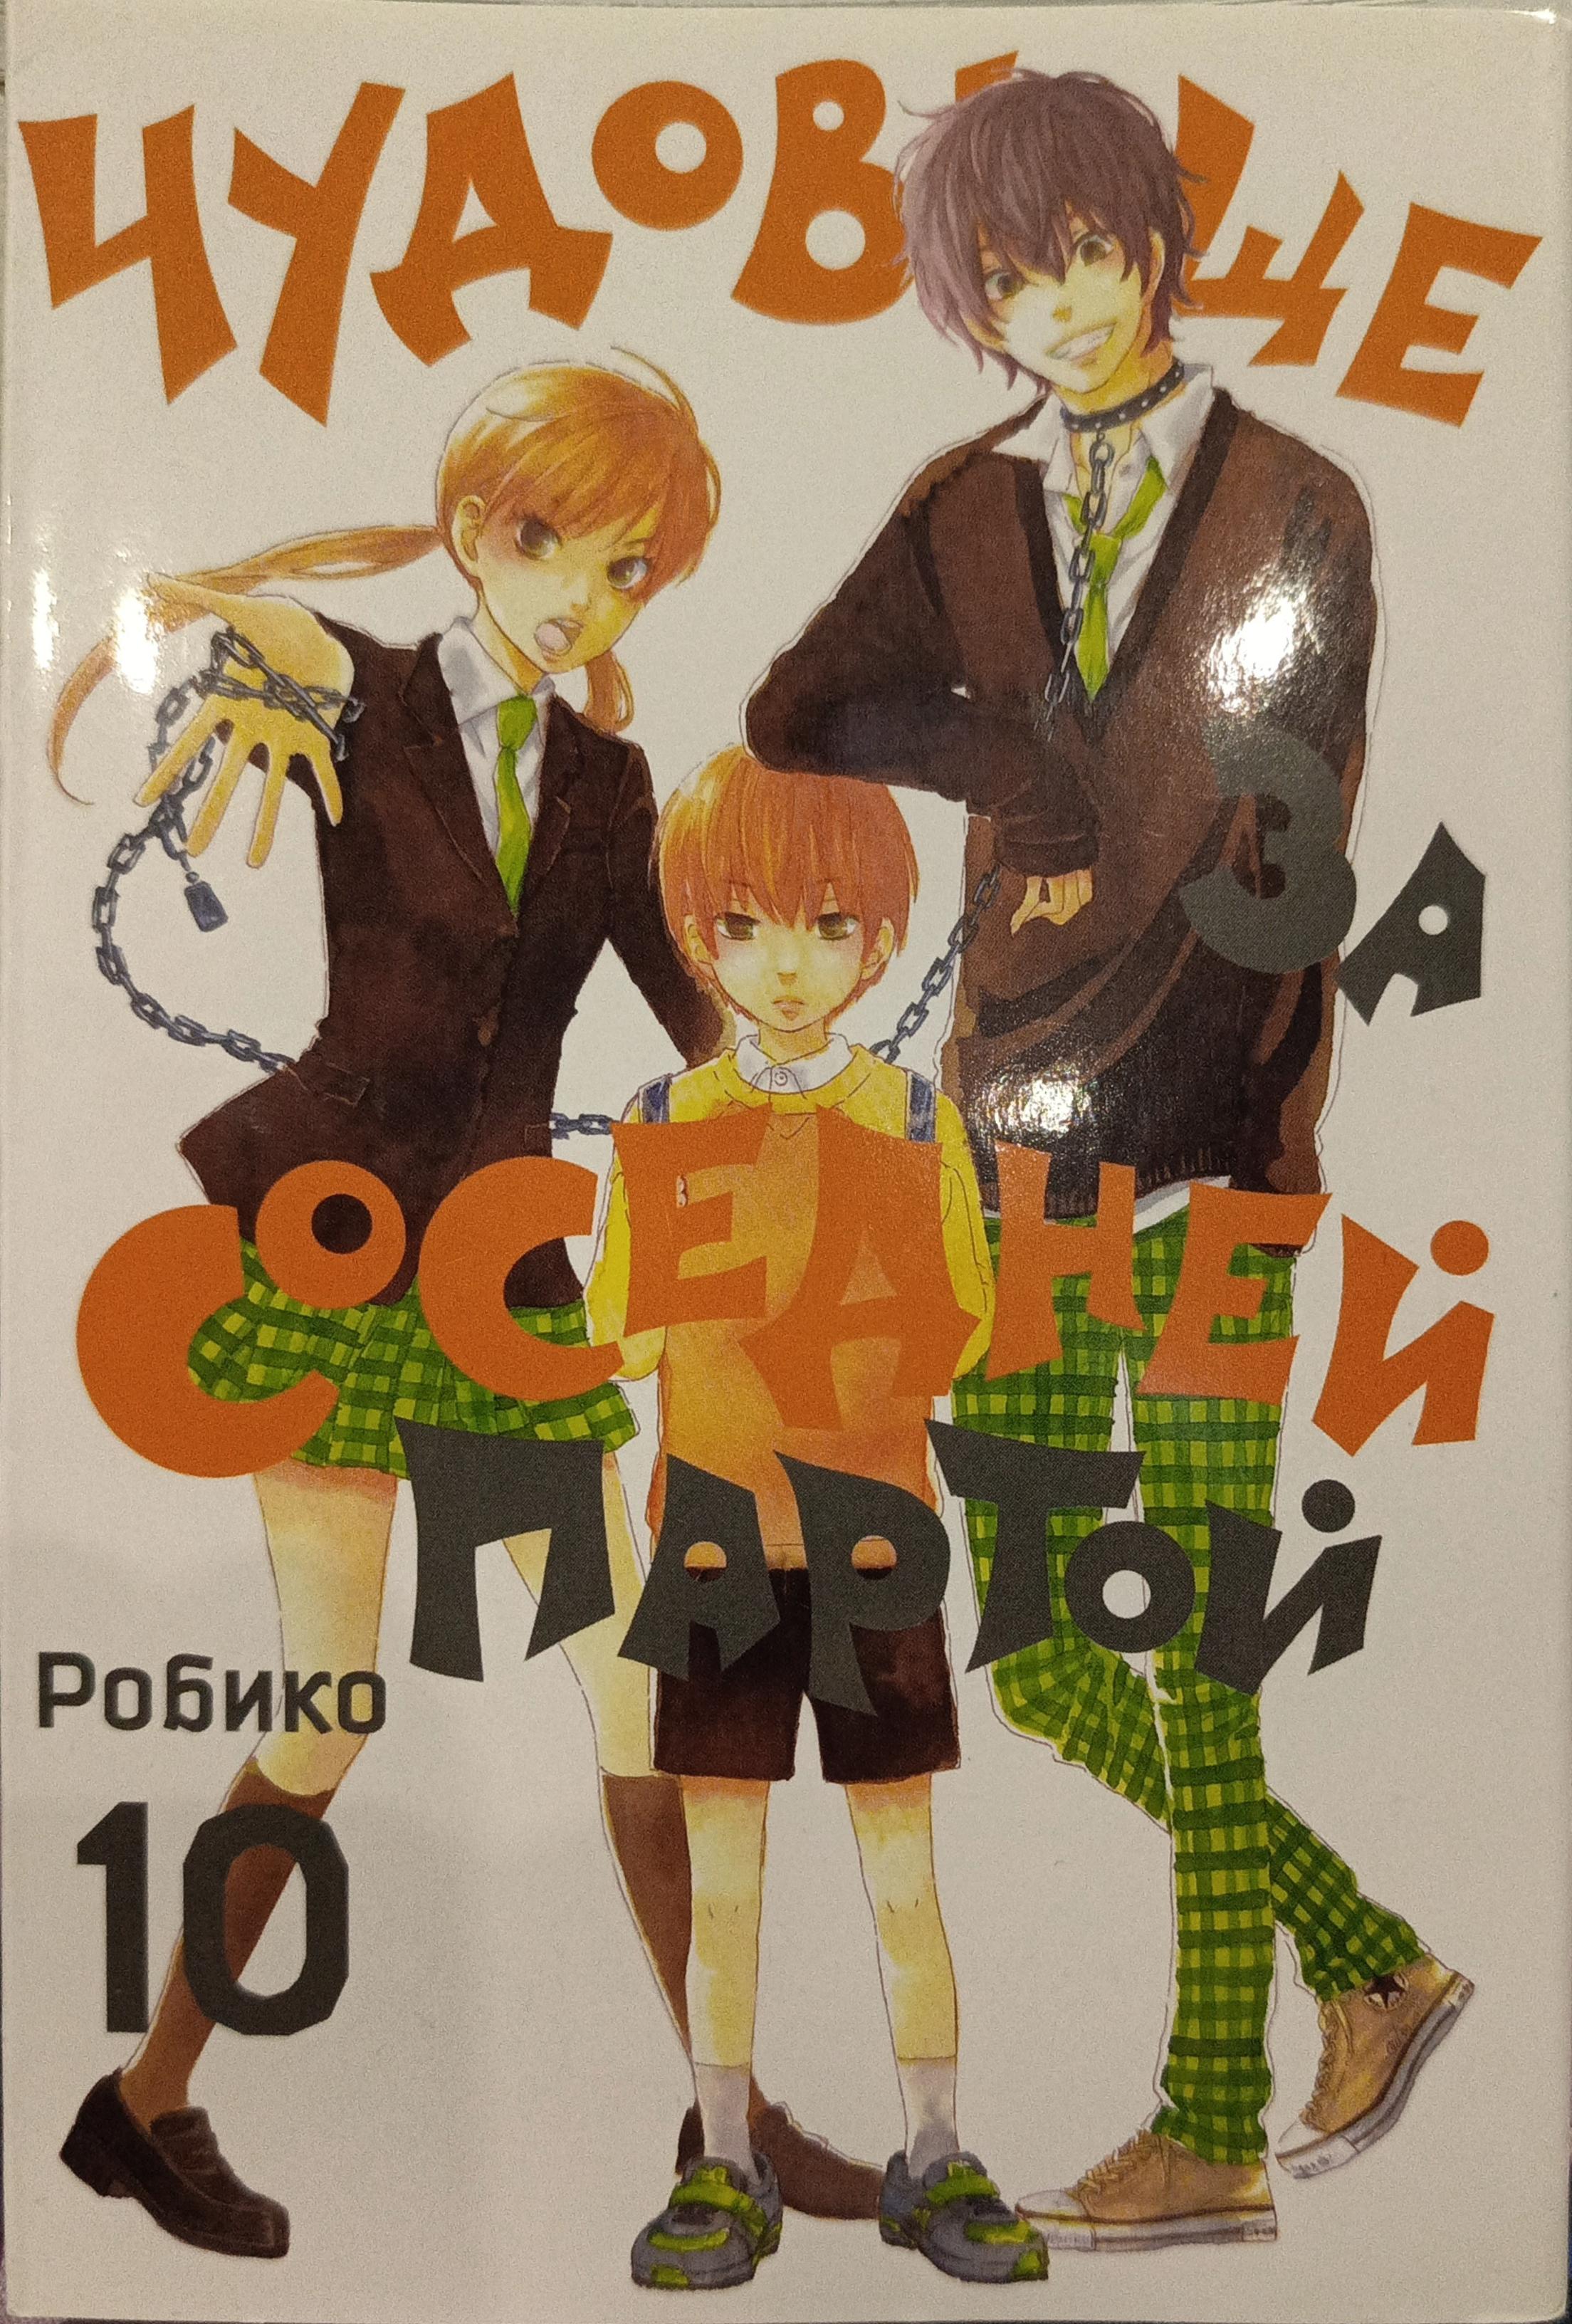 ЧУДОВИЩЕ
ЗА
СОСЕДНЕЙ
ПАРТОЙ
Робико
10